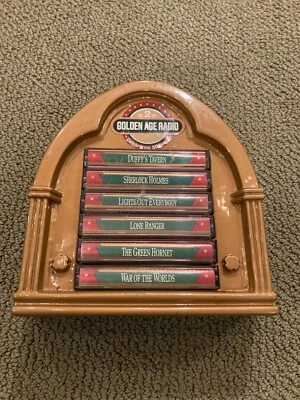 2
GOLDEN AGE RADIO
DUFFY'S TAVERN
SHERLOCK HOLMES
LIGHTS OUT EVERYBODY
LONE RANGER
THE GREEN HORNET
WAR OF THE WORLDS